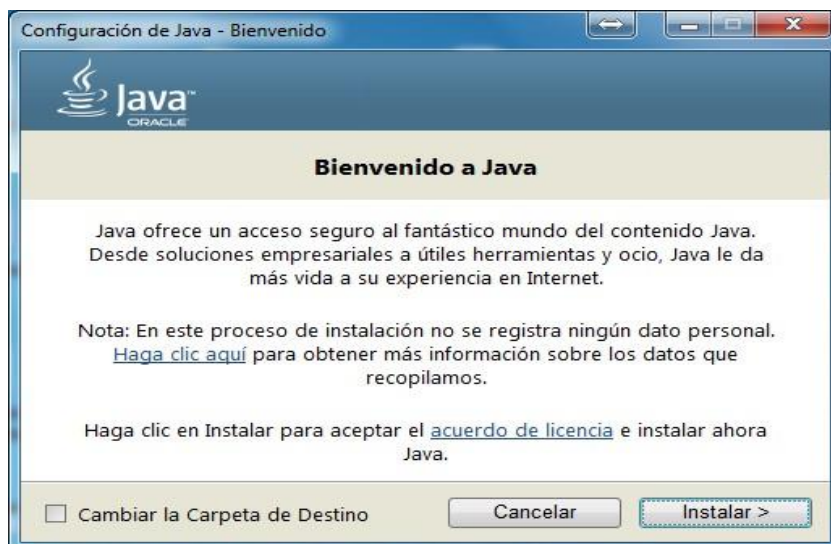 Configuración de Java - Bienvenido
Java™
ORACLE
Bienvenido a Java
Java ofrece un acceso seguro al fantástico mundo del contenido Java.
Desde soluciones empresariales a útiles herramientas y ocio, Java le da
más vida a su experiencia en Internet.
Nota: En este proceso de instalación no se registra ningún dato personal.
Haga clic aquí para obtener más información sobre los datos que
recopilamos.
Haga clic en Instalar para aceptar el acuerdo de licencia e instalar ahora
Java.
Cambiar la Carpeta de Destino
Cancelar
Instalar >